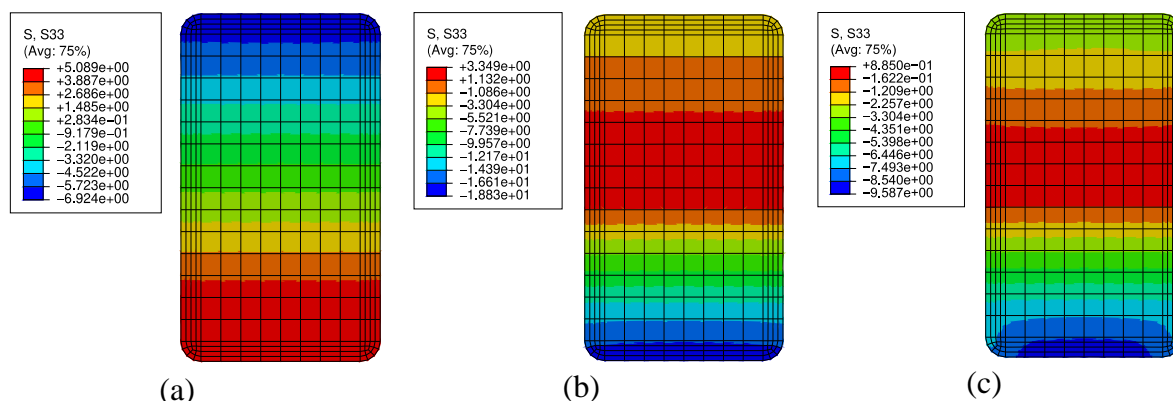 S, S33
(Avg: 75%)
+5.089e+00
+3.887e+00
+2.686e+00
+1.485e+00
+2.834e−01
−9.179e−01
−2.119e+00
−3.320e+00
−4.522e+00
−5.723e+00
−6.924e+00
(a)
S, S33
(Avg: 75%)
+3.349e+00
+1.132e+00
−1.086e+00
−3.304e+00
−5.521e+00
−7.739e+00
−9.957e+00
−1.217e+01
−1.439e+01
−1.661e+01
−1.883e+01
(b)
S, S33
(Avg: 75%)
+8.850e−01
−1.622e−01
−1.209e+00
−2.257e+00
−3.304e+00
−4.351e+00
−5.398e+00
−6.446e+00
−7.493e+00
−8.540e+00
−9.587e+00
(c)